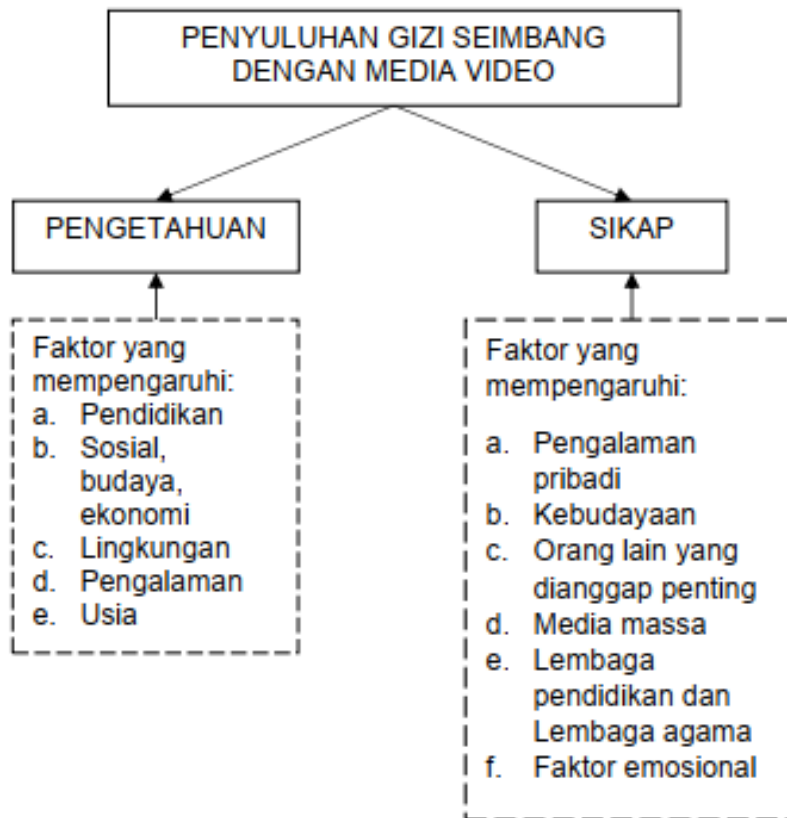 PENYULUHAN GIZI SEIMBANG
DENGAN MEDIA VIDEO
PENGETAHUAN
SIKAP
Faktor yang
mempengaruhi:
a. Pendidikan
b. Sosial,
budaya,
ekonomi
c. Lingkungan
d. Pengalaman
e. Usia
Faktor yang
mempengaruhi:
a. Pengalaman
pribadi
b. Kebudayaan
c. Orang lain yang
dianggap penting
d. Media massa
e. Lembaga
pendidikan dan
Lembaga agama
f. Faktor emosional